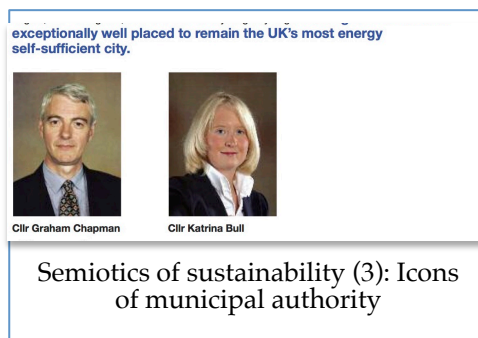 exceptionally well placed to remain the UK's most energy
self-sufficient city.
Cllr Graham Chapman
Cllr Katrina Bull
Semiotics of sustainability (3): Icons
of municipal authority